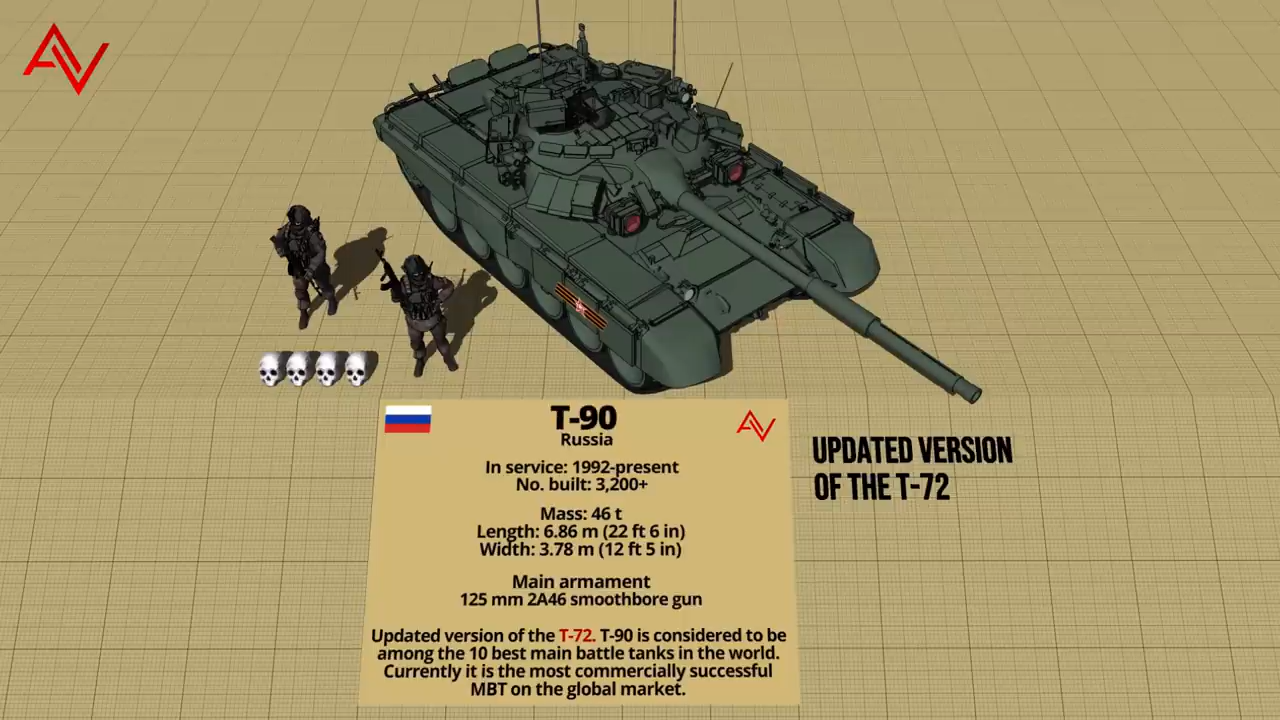 AV
T-90
AV
Russia
In service: 1992-present
No. built: 3,200+
Mass: 46 t
Length: 6.86 m (22 ft 6 in)
Width: 3.78 m (12 ft 5 in)
Main armament
125 mm 2A46 smoothbore gun
Updated version of the T-72. T-90 is considered to be
among the 10 best main battle tanks in the world.
Currently it is the most commercially successful
MBT on the global market.
UPDATED VERSION
OF THE T-72